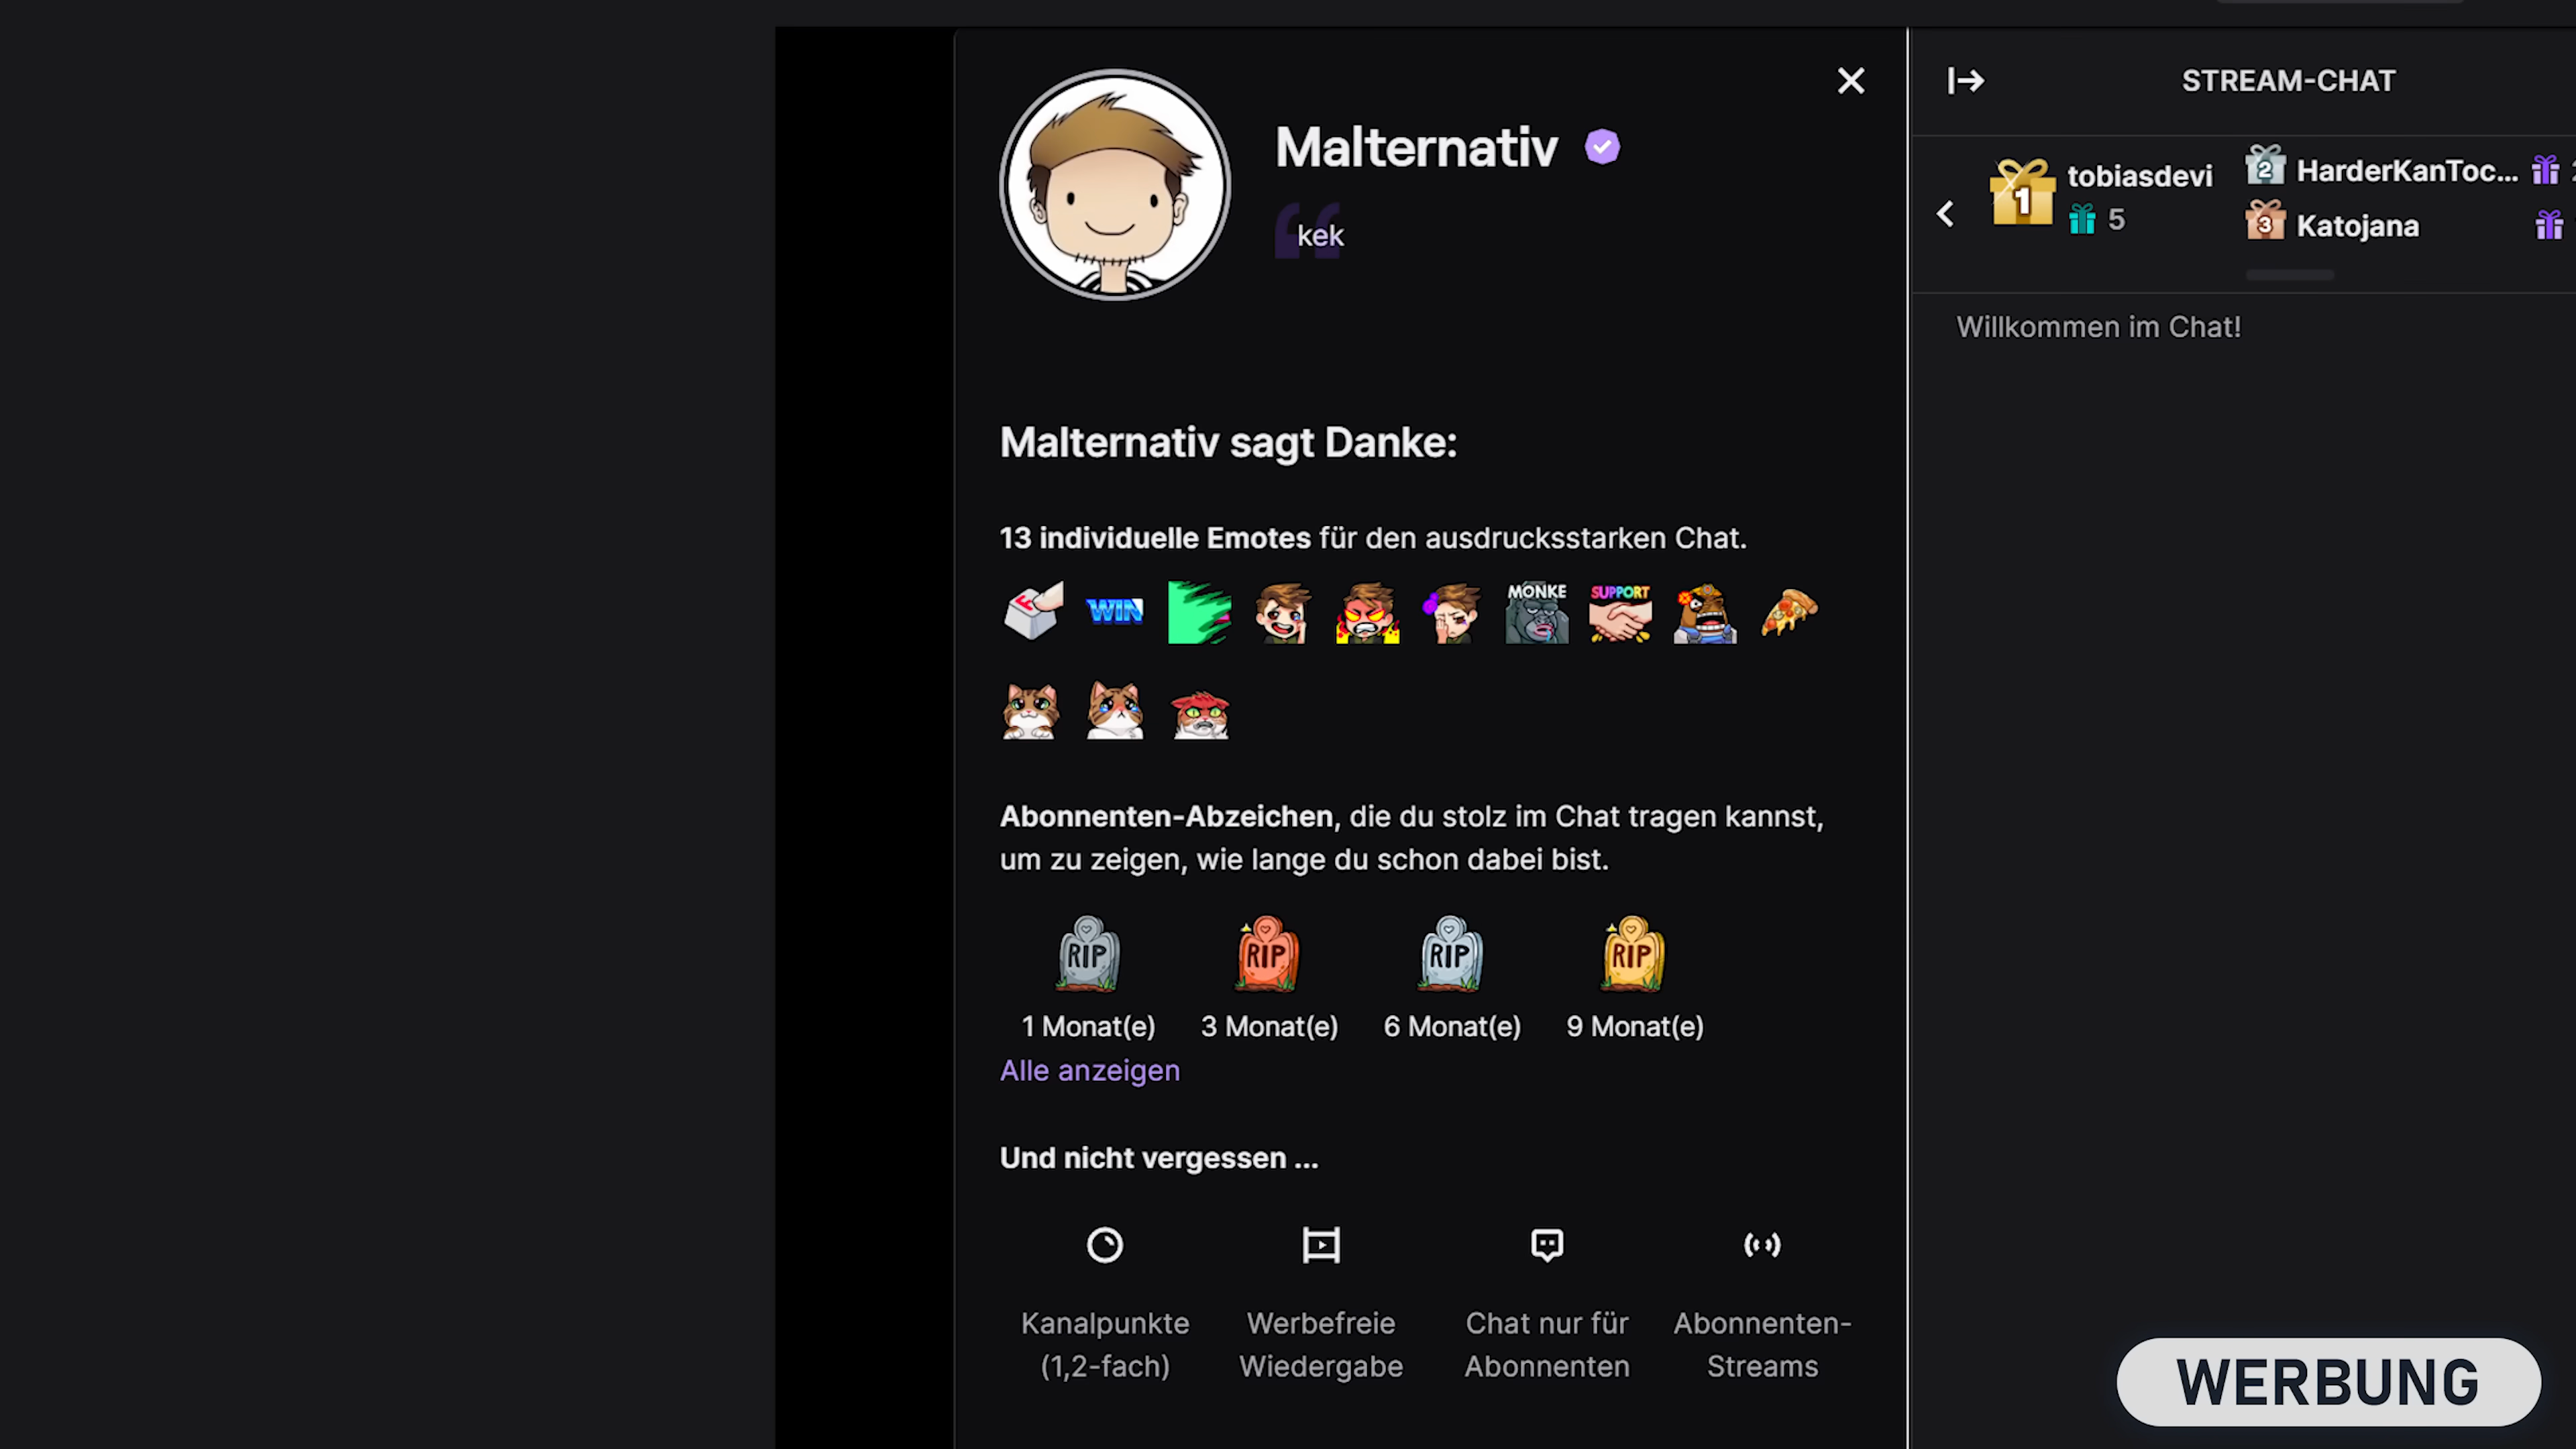 STREAM-CHAT
Malternativ
kek
1
tobiasdevi
5
2
HarderKanToc...
3
Katojana
Willkommen im Chat!
Malternativ sagt Danke:
13 individuelle Emotes für den ausdrucksstarken Chat.
F
WIN
MONKE
SUPPORT
Abonnenten-Abzeichen, die du stolz im Chat tragen kannst,
um zu zeigen, wie lange du schon dabei bist.
RIP
RIP
RIP
RIP
1 Monat(e)
3 Monat(e)
6 Monat(e)
9 Monat(e)
Alle anzeigen
Und nicht vergessen ...
Kanalpunkte
(1,2-fach)
Werbefreie
Wiedergabe
Chat nur für
Abonnenten
Abonnenten-
Streams
WERBUNG